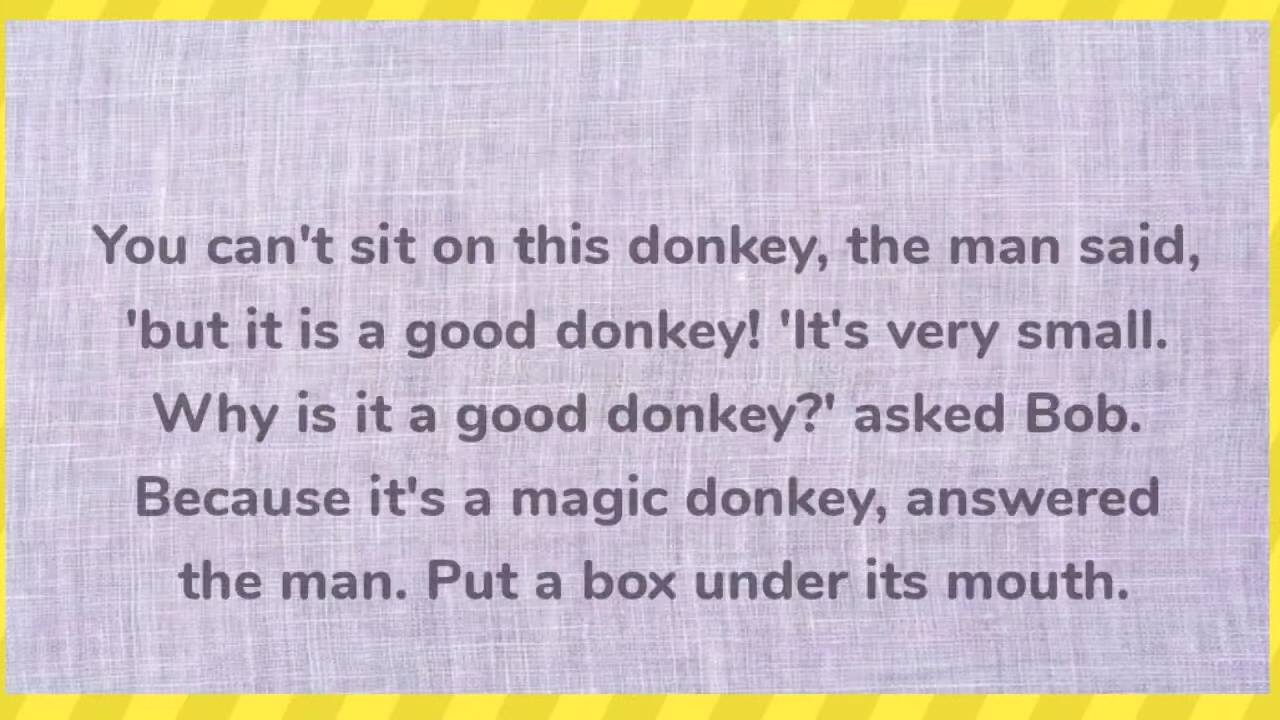 You can't sit on this donkey, the man said,
'but it is a good donkey! 'It's very small.
Why is it a good donkey?' asked Bob.
Because it's a magic donkey, answered
the man. Put a box under its mouth.